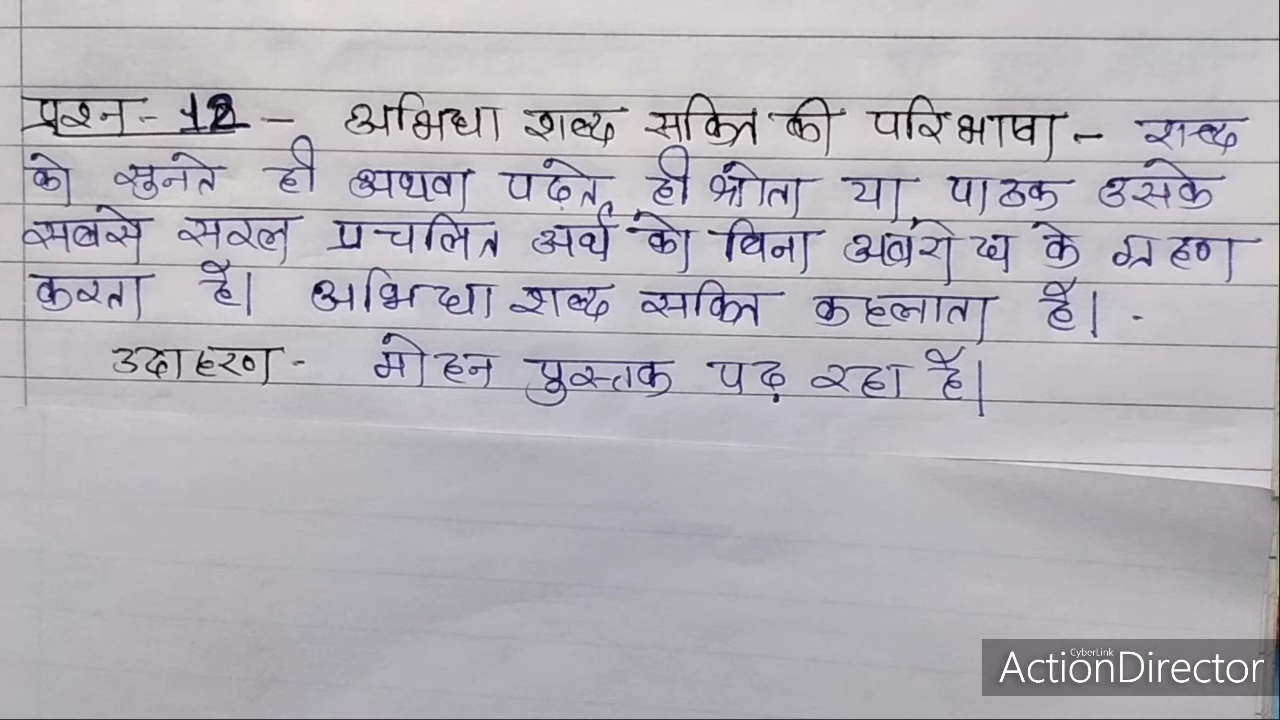 प्रश्न - 12 - अभिधा शब्द सक्ति की परिभाषा - शब्द
को सुनते ही अथवा पढ़ते ही श्रोता या पाठक उसके
सबसे सरल प्रचलित अर्थ को बिना अबरोध के ग्रहण
करता है। अभिधा शब्द सक्ति कहलाता है।
उदाहरण - मोहन पुस्तक पढ़ रहा है।
CyberLink
ActionDirector